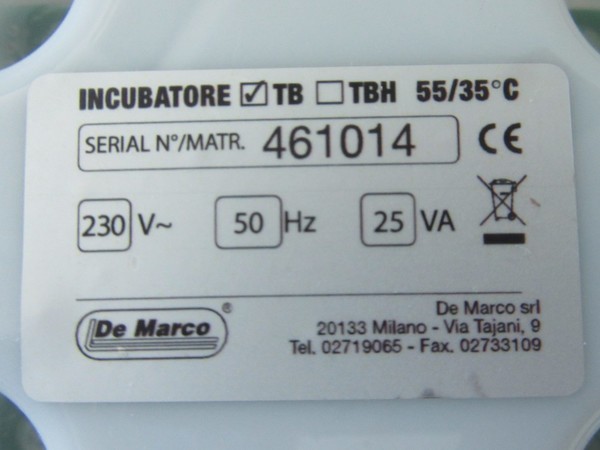 INCUBATORE ☑ TB ☐ TBH 55/35°C
SERIAL N°/MATR. 461014 CE
230 V~ 50 Hz 25 VA
De Marco®
De Marco srl
20133 Milano - Via Tajani, 9
Tel. 02719065 - Fax. 02733109